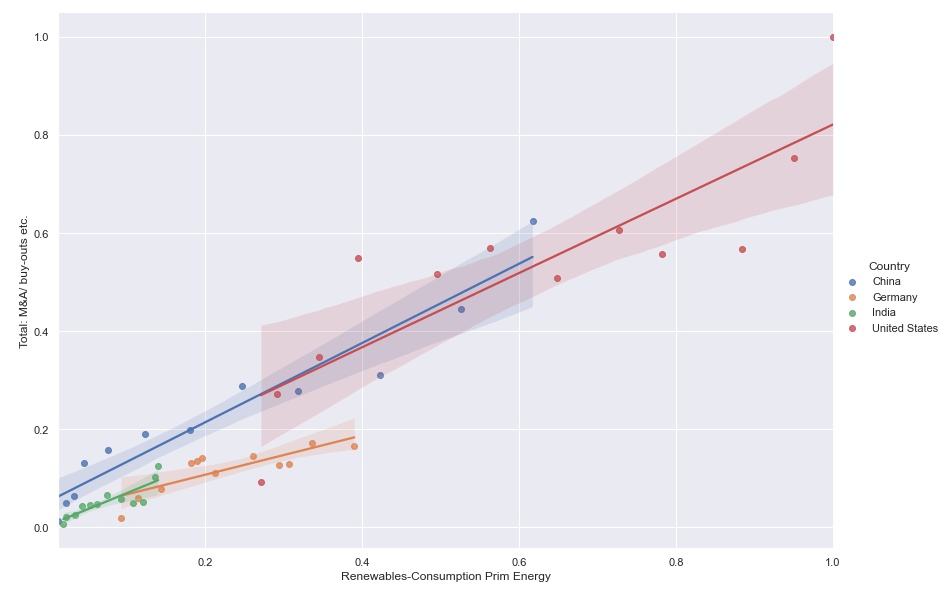 1.0
0.8
0.6
0.4
0.2
0.0
Total: M&A/ buy-outs etc.
0.2
0.4
0.6
0.8
1.0
Renewables-Consumption Prim Energy
Country
China
Germany
India
United States